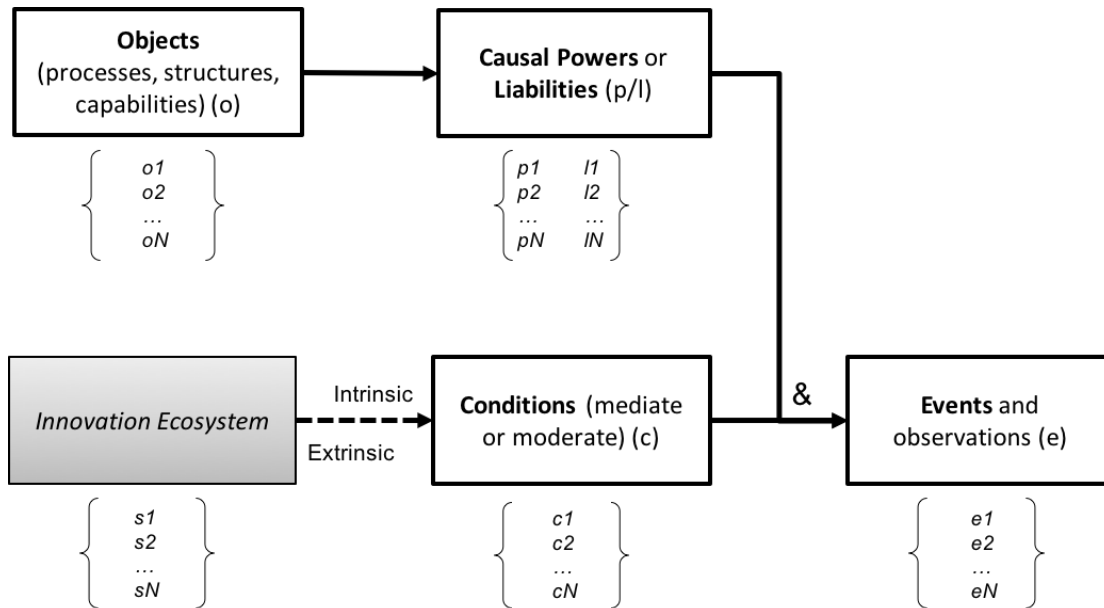 Objects
(processes, structures,
capabilities) (o)
Causal Powers or
Liabilities (p/l)
o1
o2
...
oN
p1 l1
p2 l2
... ...
pN lN
Innovation Ecosystem
Intrinsic
Extrinsic
Conditions (mediate
or moderate) (c)
&
Events and
observations (e)
s1
s2
...
sN
c1
c2
...
cN
e1
e2
...
eN